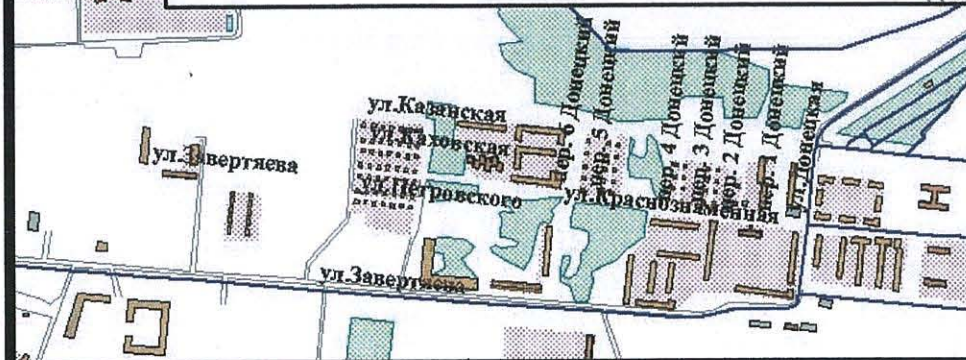 ул.Казанская
ул.Каховская
ул.Завертяева
ул.Петровского
пер. 6 Донецкий
пер. 5 Донецкий
пер. 4 Донецкий
пер. 3 Донецкий
пер. 2 Донецкий
пер. 1 Донецкий
ул.Донецкая
ул.Краснознаменная
ул.Завертяева